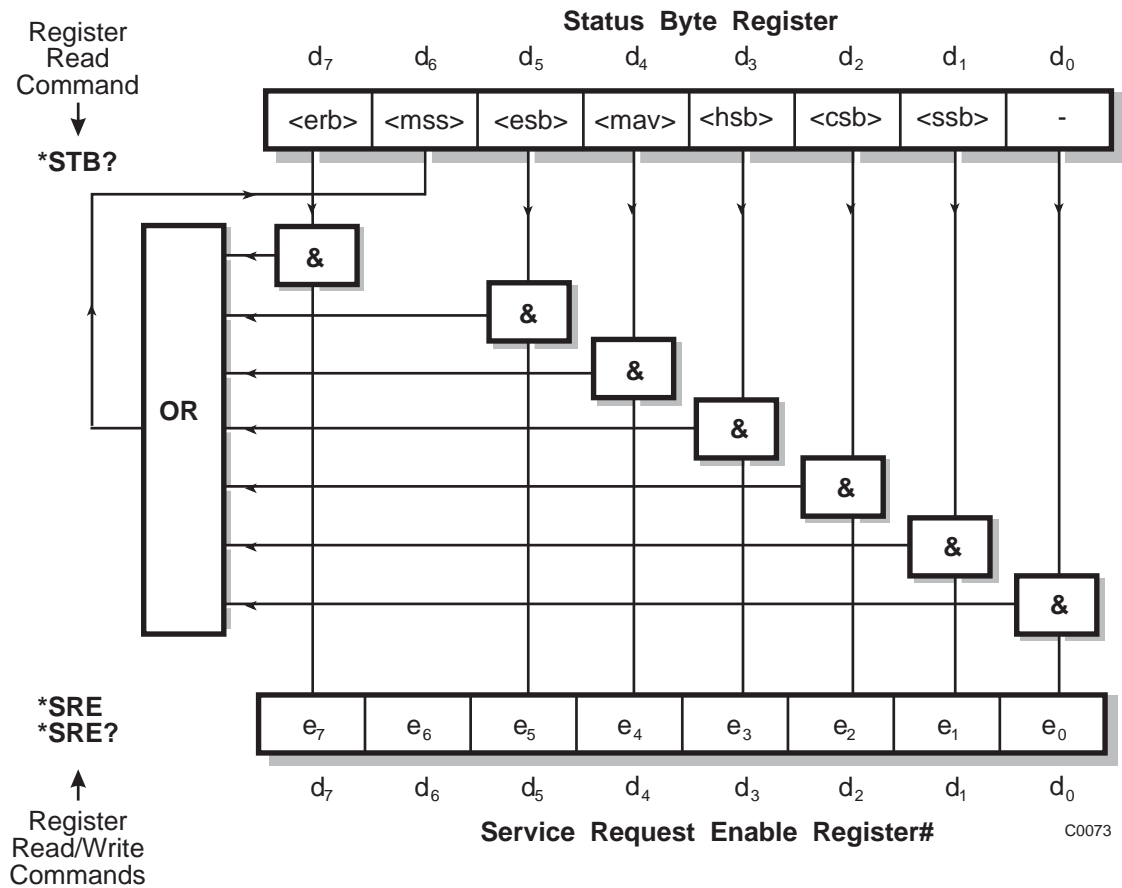 Status Byte Register
Register
Read
Command
d₇ d₆ d₅ d₄ d₃ d₂ d₁ d₀
<erb> <mss> <esb> <mav> <hsb> <csb> <ssb> -
*STB?
&
&
&
OR
&
&
&
&
*SRE
*SRE?
e₇ e₆ e₅ e₄ e₃ e₂ e₁ e₀
d₇ d₆ d₅ d₄ d₃ d₂ d₁ d₀
Register
Read/Write
Commands
Service Request Enable Register#
C0073